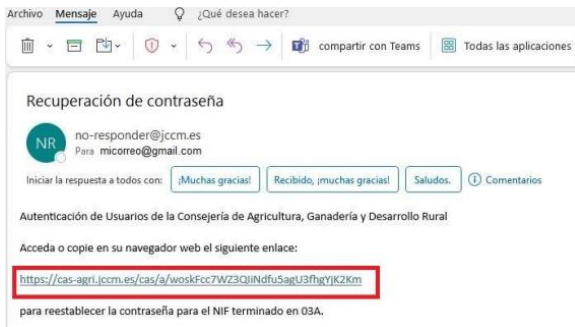 Archivo Mensaje Ayuda ¿Qué desea hacer?
compartir con Teams Todas las aplicaciones
Recuperación de contraseña
NR
no-responder@jccm.es
Para micorreo@gmail.com
Iniciar la respuesta a todos con: ¡Muchas gracias! Recibido, ¡muchas gracias! Saludos. Comentarios
Autenticación de Usuarios de la Consejería de Agricultura, Ganadería y Desarrollo Rural
Acceda o copie en su navegador web el siguiente enlace:
https://cas-agri.jccm.es/cas/a/woskFcc7WZ3QIiNdfu5agU3fhgYjK2Km
para reestablecer la contraseña para el NIF terminado en 03A.